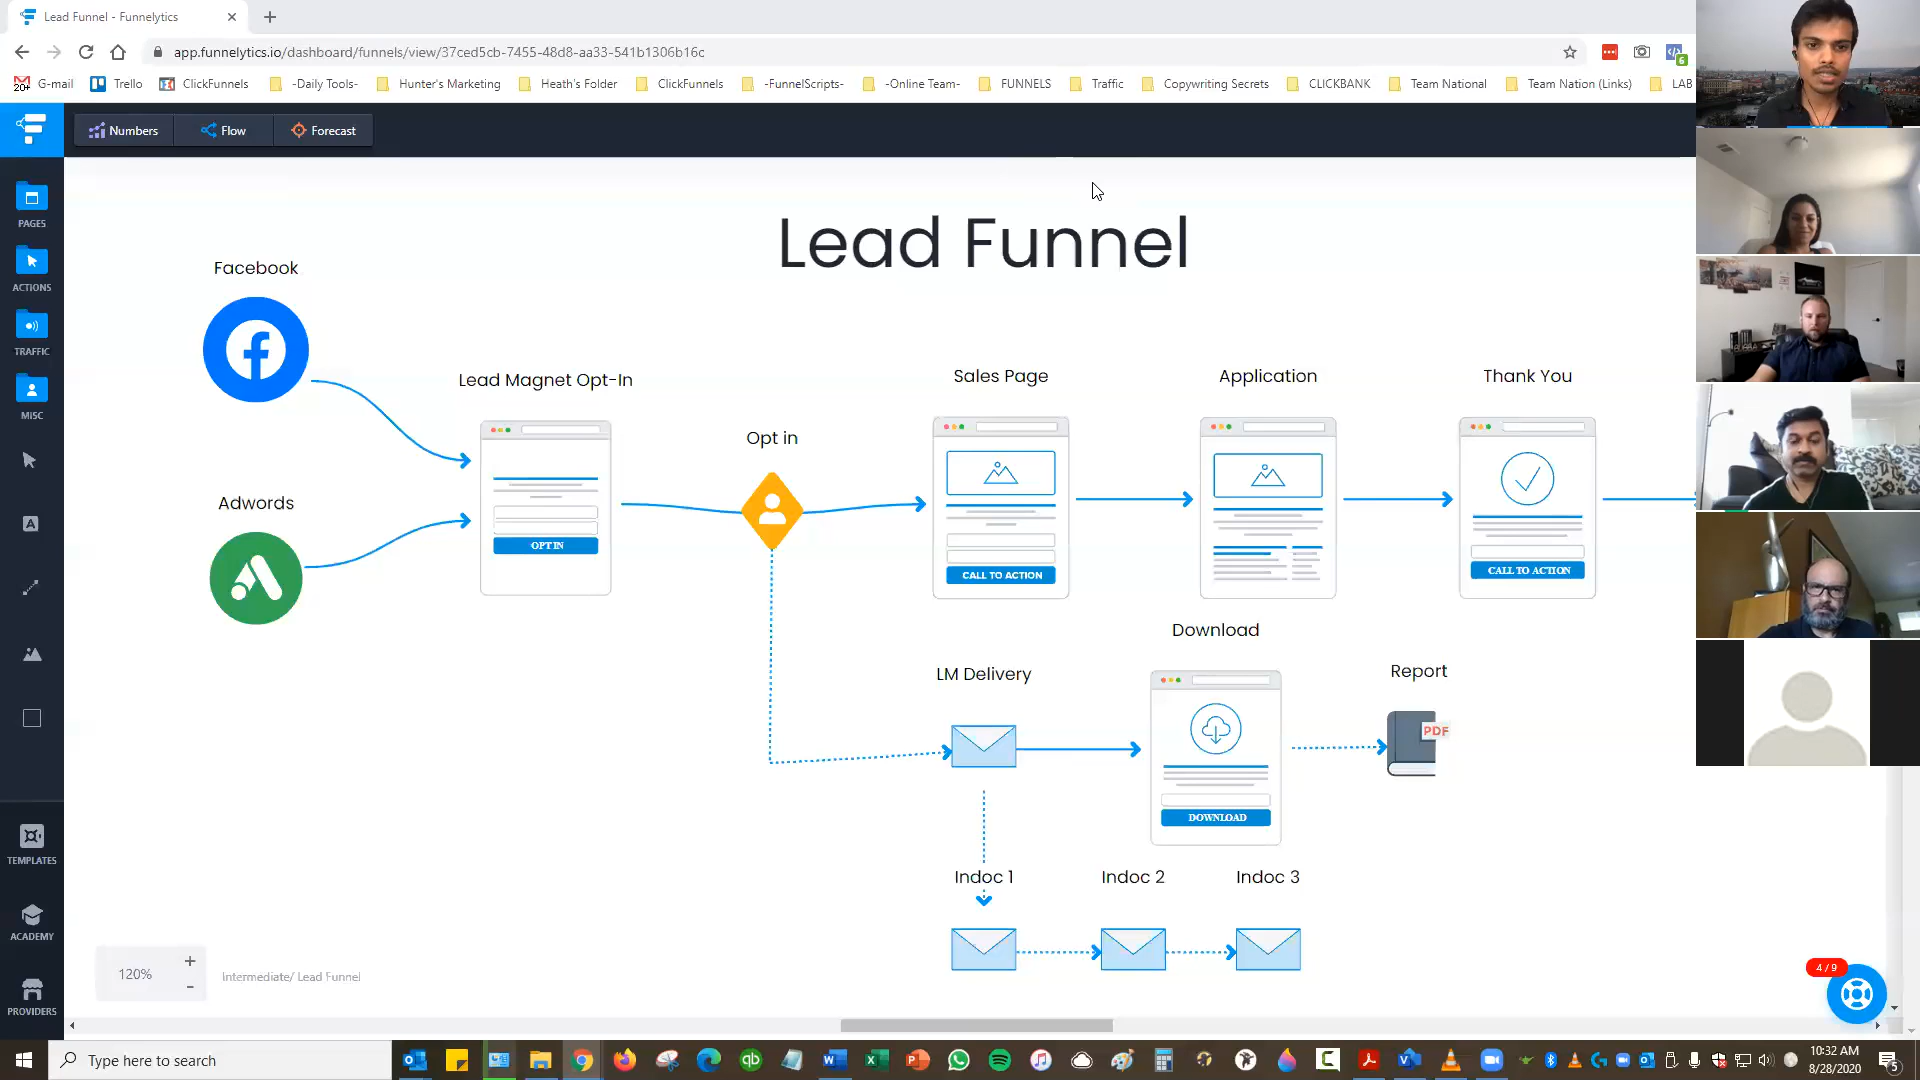 Lead Funnel - Funnelytics
app.funnelytics.io/dashboard/funnels/view/37ced5cb-7455-48d8-aa33-541b1306b16c
6
20+
G-mail
Trello
ClickFunnels
-Daily Tools-
Hunter's Marketing
Heath's Folder
ClickFunnels
-FunnelScripts-
-Online Team-
FUNNELS
Traffic
Copywriting Secrets
CLICKBANK
Team National
Team Nation (Links)
LAB
Numbers
Flow
Forecast
PAGES
ACTIONS
TRAFFIC
MISC
TEMPLATES
ACADEMY
PROVIDERS
Lead Funnel
Facebook
Adwords
Lead Magnet Opt-In
OPT IN
Opt in
Sales Page
CALL TO ACTION
Application
Thank You
CALL TO ACTION
LM Delivery
Download
DOWNLOAD
Report
PDF
Indoc 1
Indoc 2
Indoc 3
120%
+
-
Intermediate/ Lead Funnel
4 / 9
Type here to search
10:32 AM
8/28/2020
5